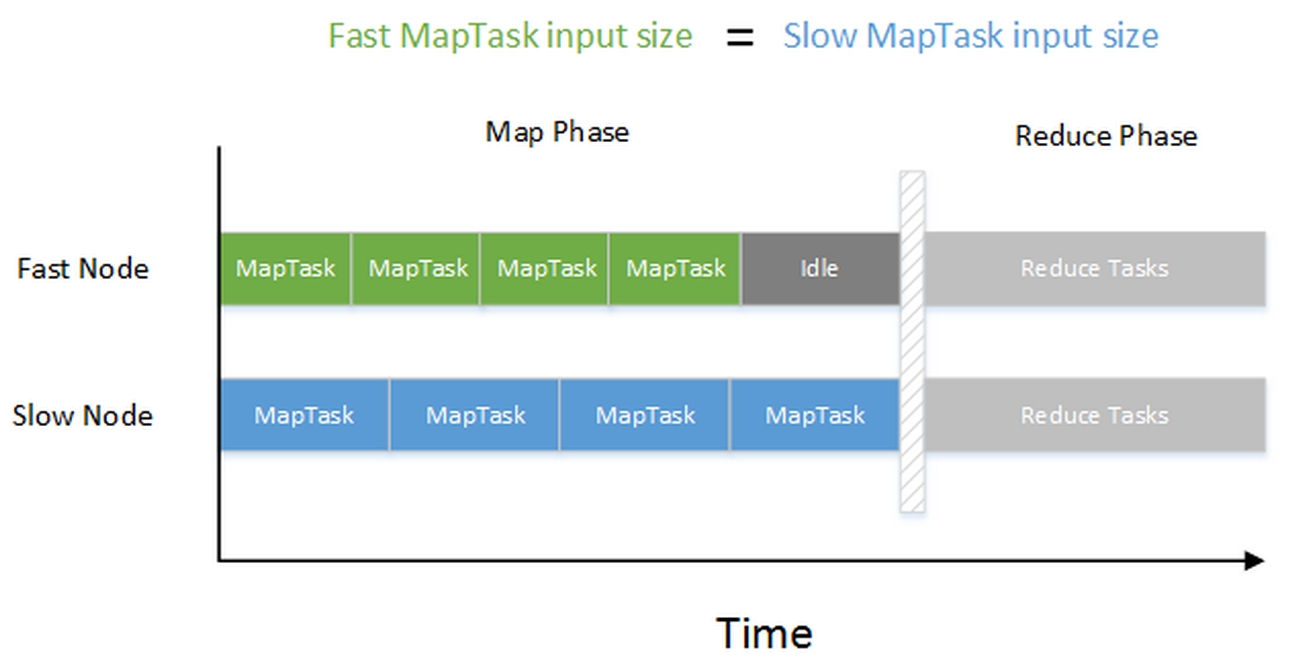 Fast MapTask input size = Slow MapTask input size
Map Phase
Reduce Phase
Fast Node
MapTask MapTask MapTask MapTask Idle Reduce Tasks
Slow Node
MapTask MapTask MapTask MapTask Reduce Tasks
Time